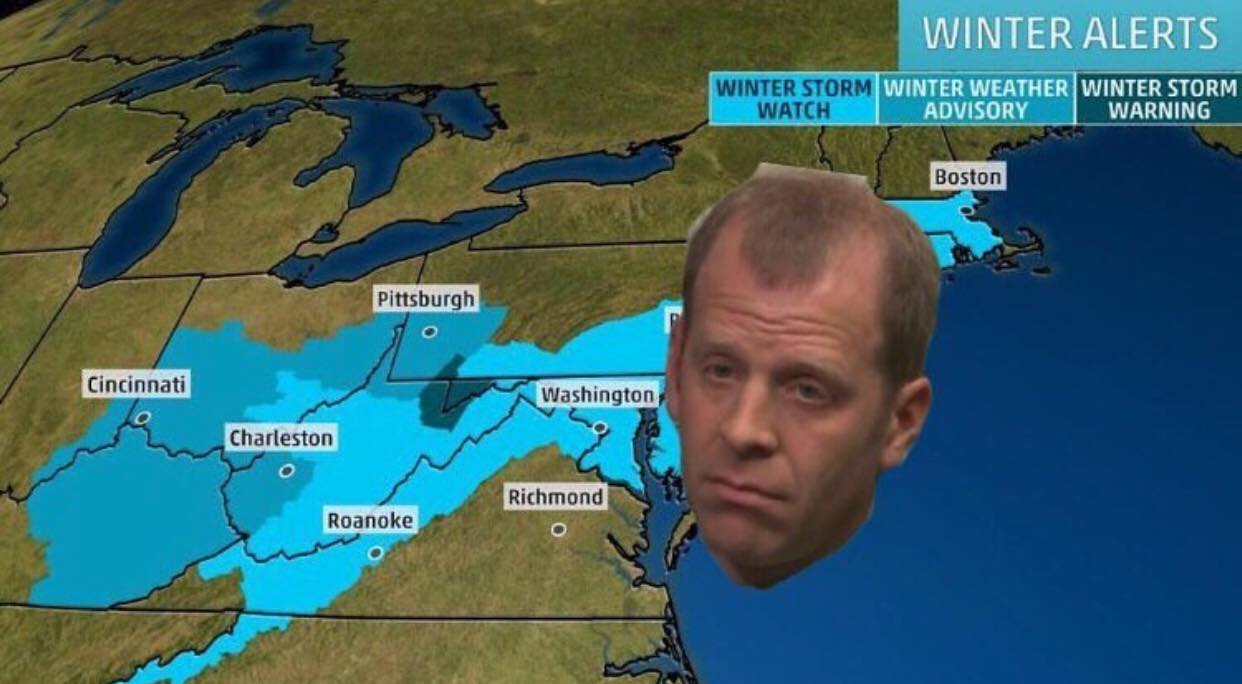 WINTER ALERTS
WINTER STORM
WATCH
WINTER WEATHER
ADVISORY
WINTER STORM
WARNING
Boston
Pittsburgh
Cincinnati
Washington
Charleston
Richmond
Roanoke